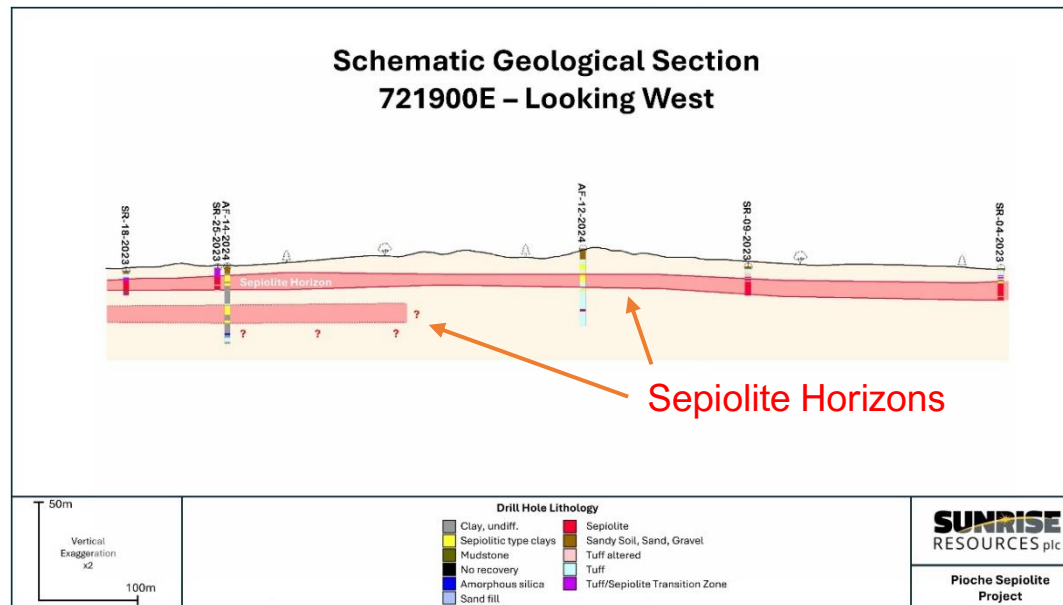 Schematic Geological Section
721900E – Looking West
SR-18-2023
SR-25-2023
AF-14-2024
AF-12-2024
SR-09-2023
SR-04-2023
Sepiolite Horizon
?
? ? ?
Sepiolite Horizons
50m
Vertical
Exaggeration
x2
100m
Drill Hole Lithology
Clay, undiff.
Sepiolitic type clays
Mudstone
No recovery
Amorphous silica
Sand fill
Sepiolite
Sandy Soil, Sand, Gravel
Tuff altered
Tuff
Tuff/Sepiolite Transition Zone
SUNRISE
RESOURCES plc
Pioche Sepiolite
Project